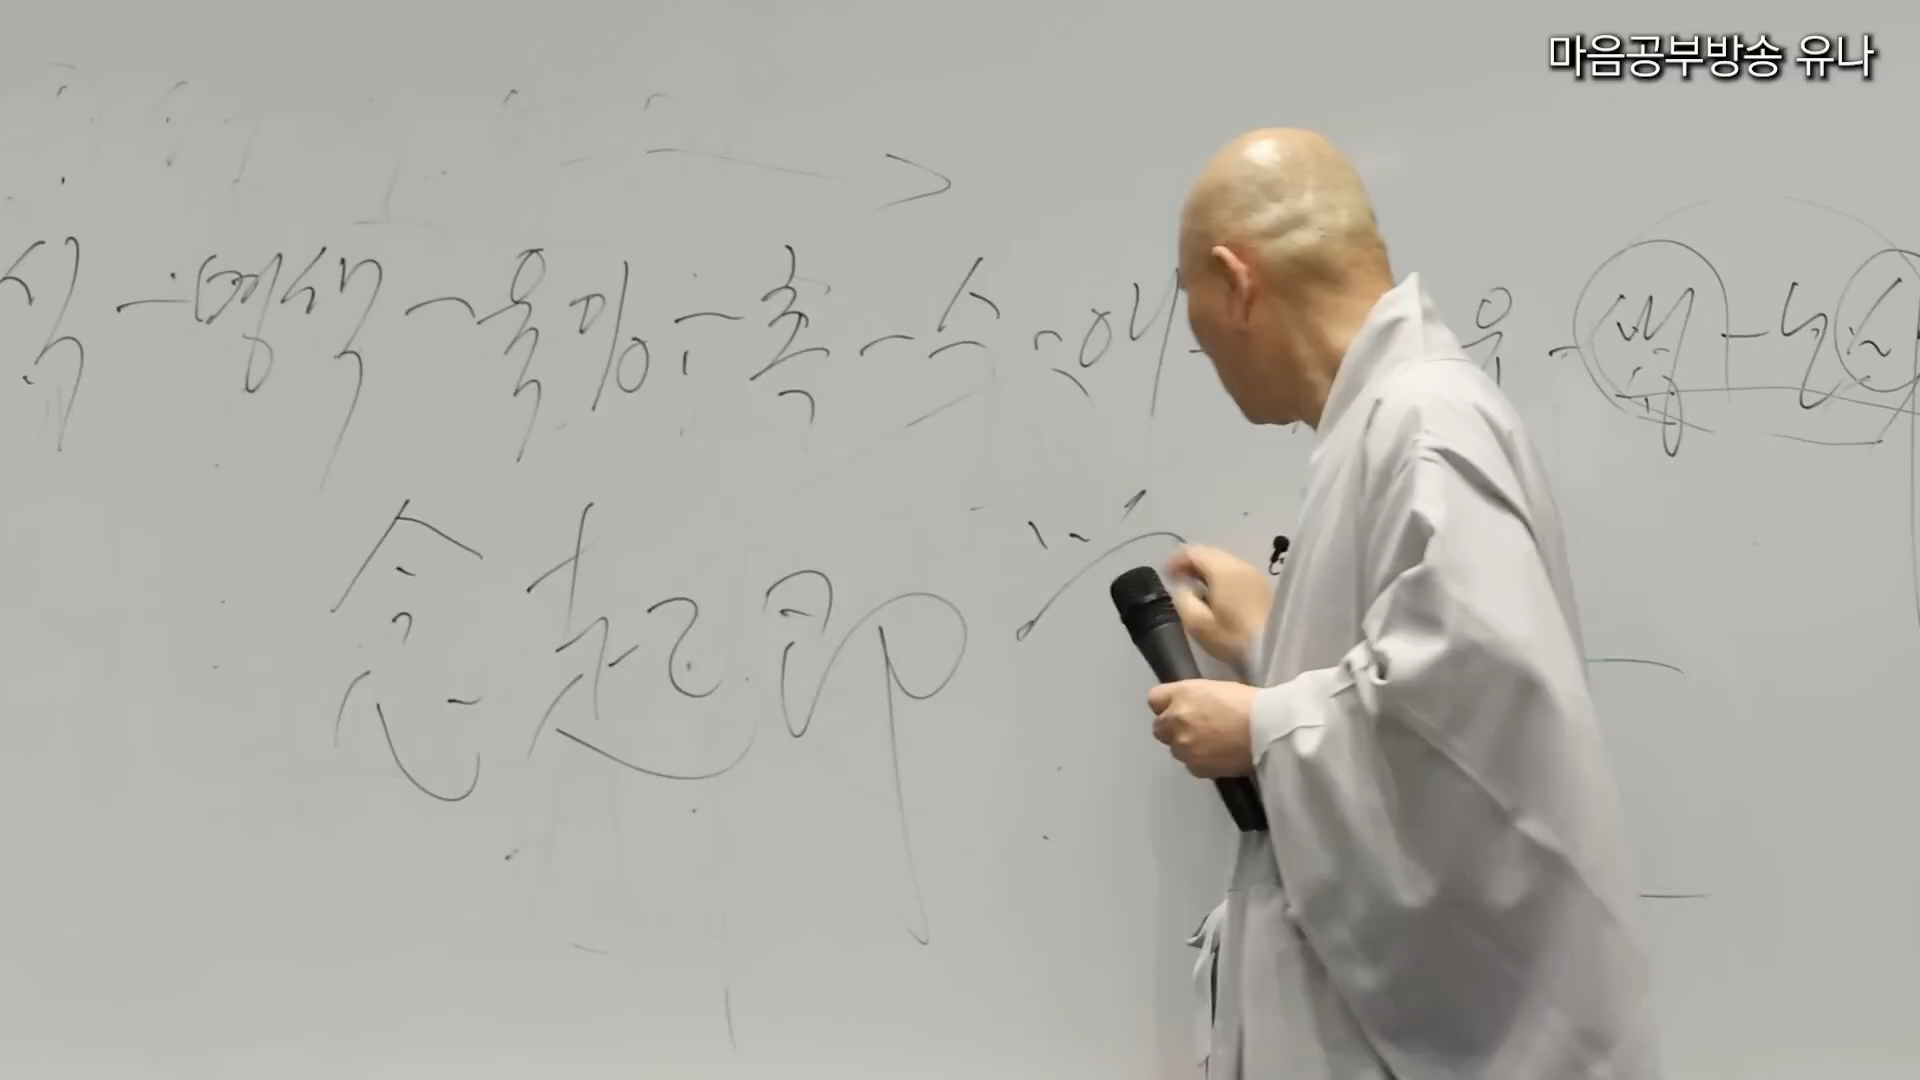 마음공부방송 유나
식 - 명색 - 육입 - 촉 - 수 - 애 - 유 - 생 - 노
念起即